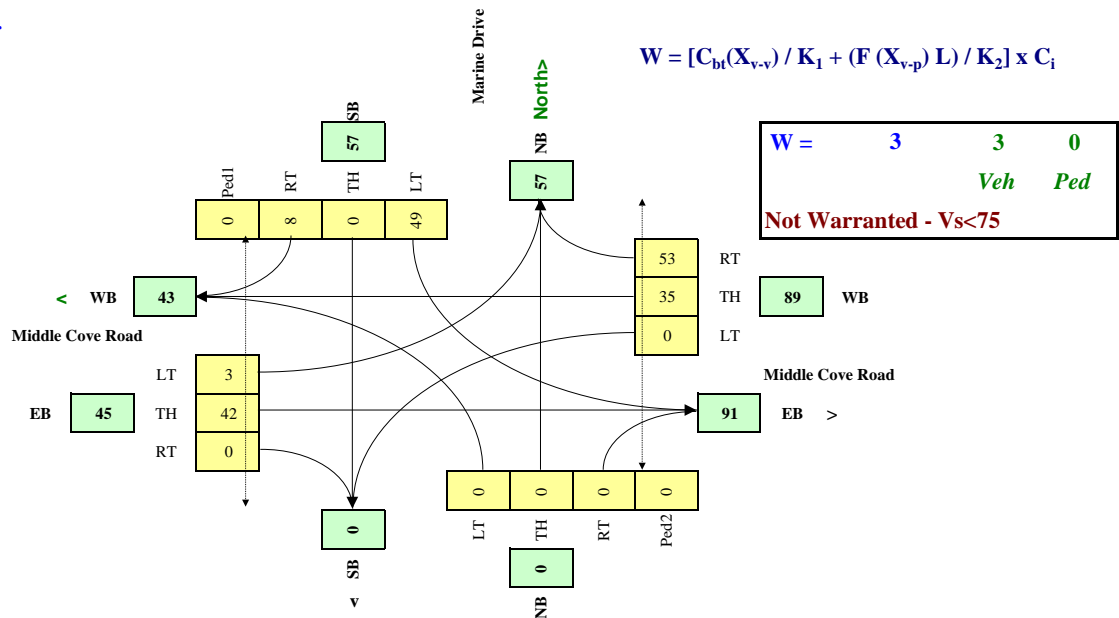 W = [Cbt(Xv-v) / K1 + (F (Xv-p) L) / K2] x Ci
Marine Drive
North>
SB
57
NB
57
W = 3 3 0
Veh Ped
Not Warranted - Vs<75
Ped1 RT TH LT
0 8 0 49
53 RT
< WB 43
35 TH 89 WB
0 LT
Middle Cove Road
LT 3
EB 45 TH 42
RT 0
Middle Cove Road
91 EB >
0 0 0 0
LT TH RT Ped2
0
SB
v
0
NB